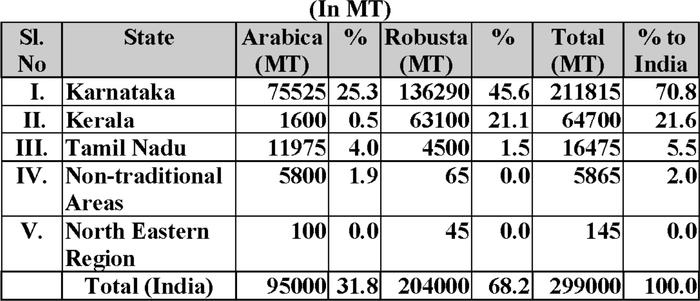 (In MT)
Sl. No State Arabica (MT) % Robusta (MT) % Total (MT) % to India
I. Karnataka 75525 25.3 136290 45.6 211815 70.8
II. Kerala 1600 0.5 63100 21.1 64700 21.6
III. Tamil Nadu 11975 4.0 4500 1.5 16475 5.5
IV. Non-traditional Areas 5800 1.9 65 0.0 5865 2.0
V. North Eastern Region 100 0.0 45 0.0 145 0.0
Total (India) 95000 31.8 204000 68.2 299000 100.0